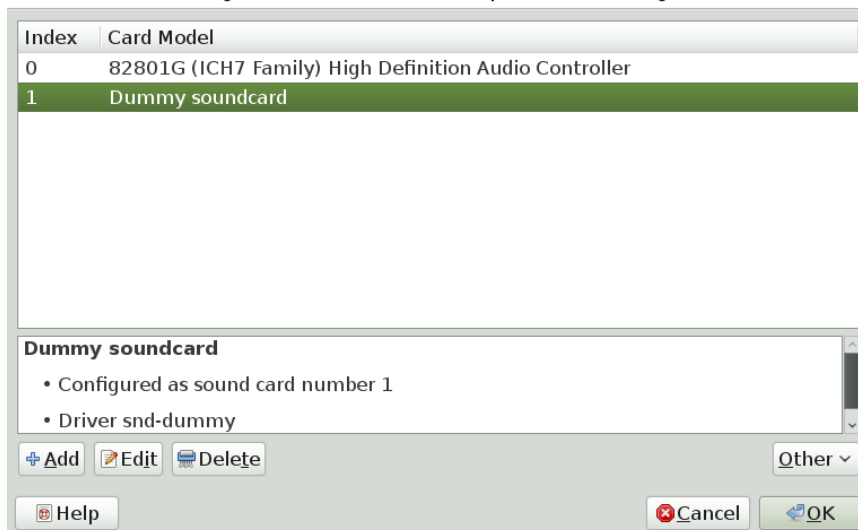 Index Card Model
0 82801G (ICH7 Family) High Definition Audio Controller
1 Dummy soundcard
Dummy soundcard
• Configured as sound card number 1
• Driver snd-dummy
Add Edit Delete Other
Help Cancel OK